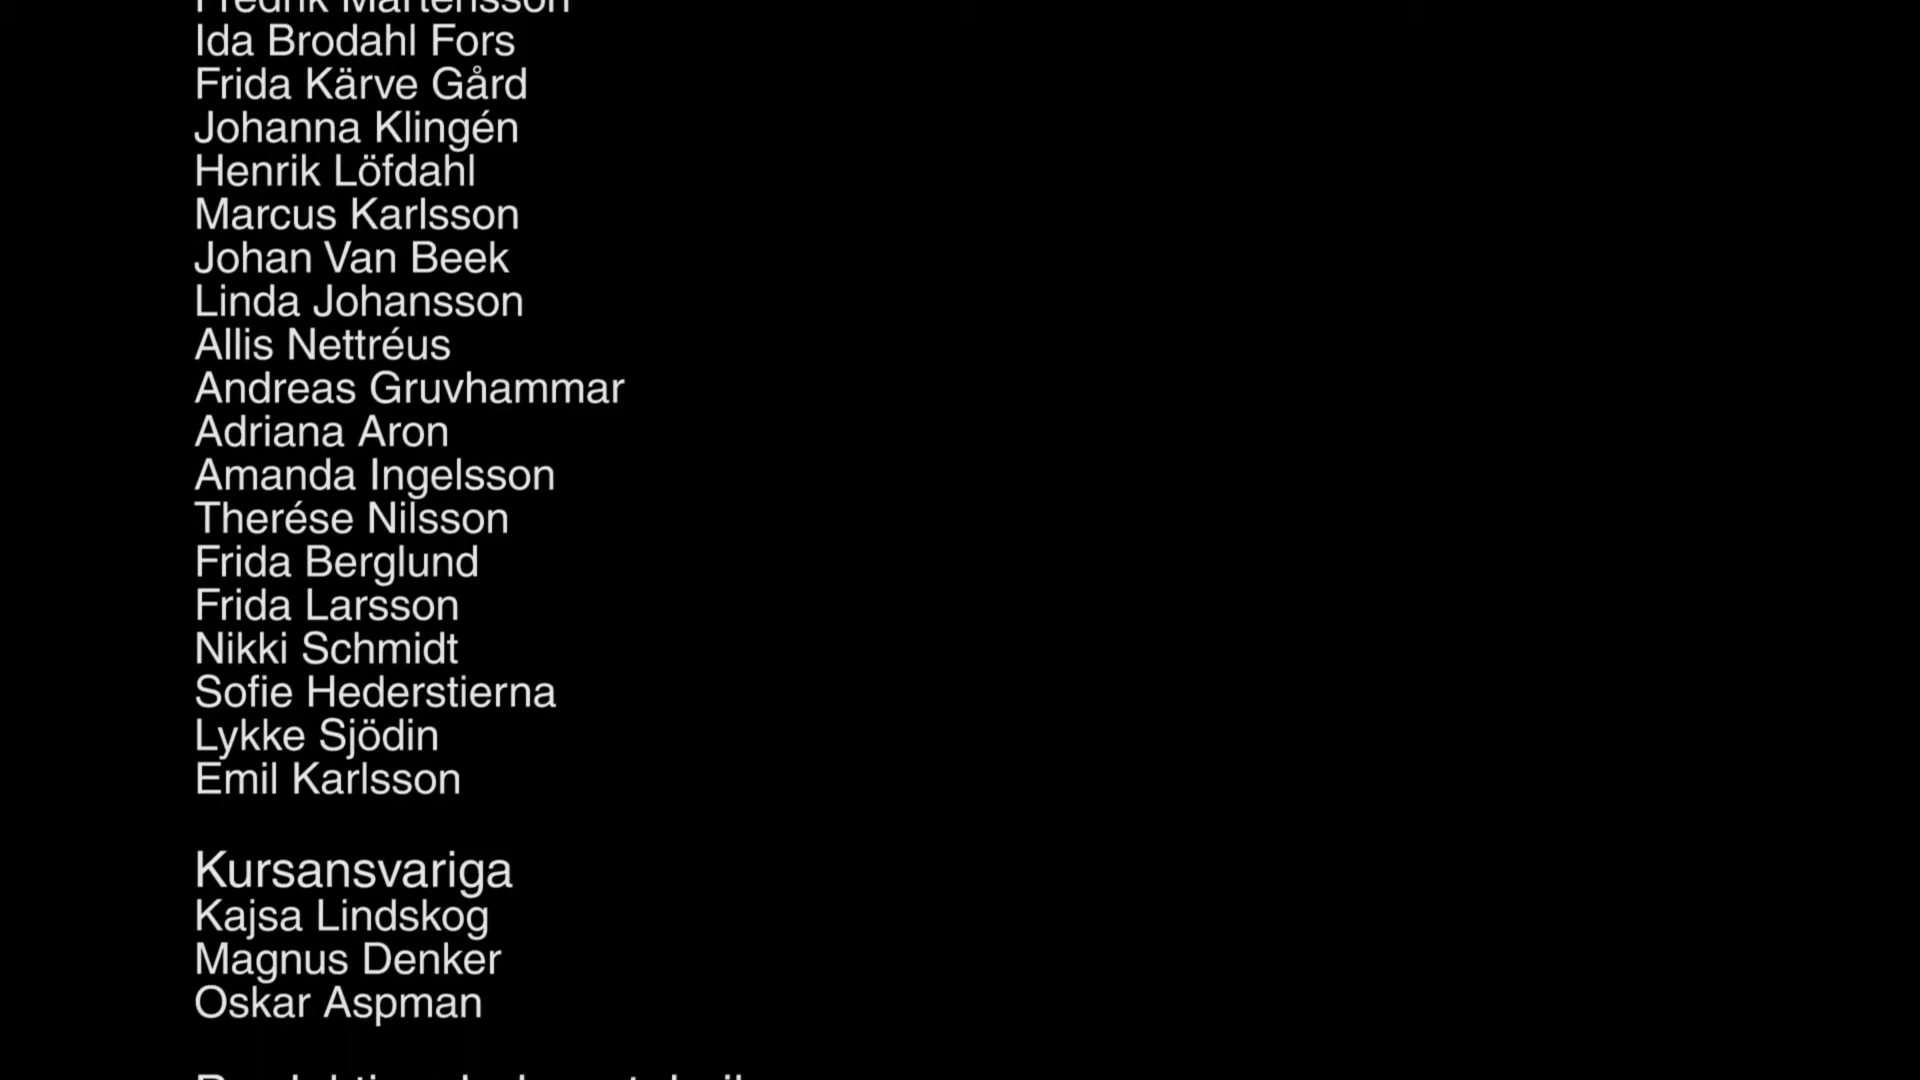 Fredrik Mårtensson
Ida Brodahl Fors
Frida Kärve Gård
Johanna Klingén
Henrik Löfdahl
Marcus Karlsson
Johan Van Beek
Linda Johansson
Allis Nettréus
Andreas Gruvhammar
Adriana Aron
Amanda Ingelsson
Therése Nilsson
Frida Berglund
Frida Larsson
Nikki Schmidt
Sofie Hederstierna
Lykke Sjödin
Emil Karlsson
Kursansvariga
Kajsa Lindskog
Magnus Denker
Oskar Aspman